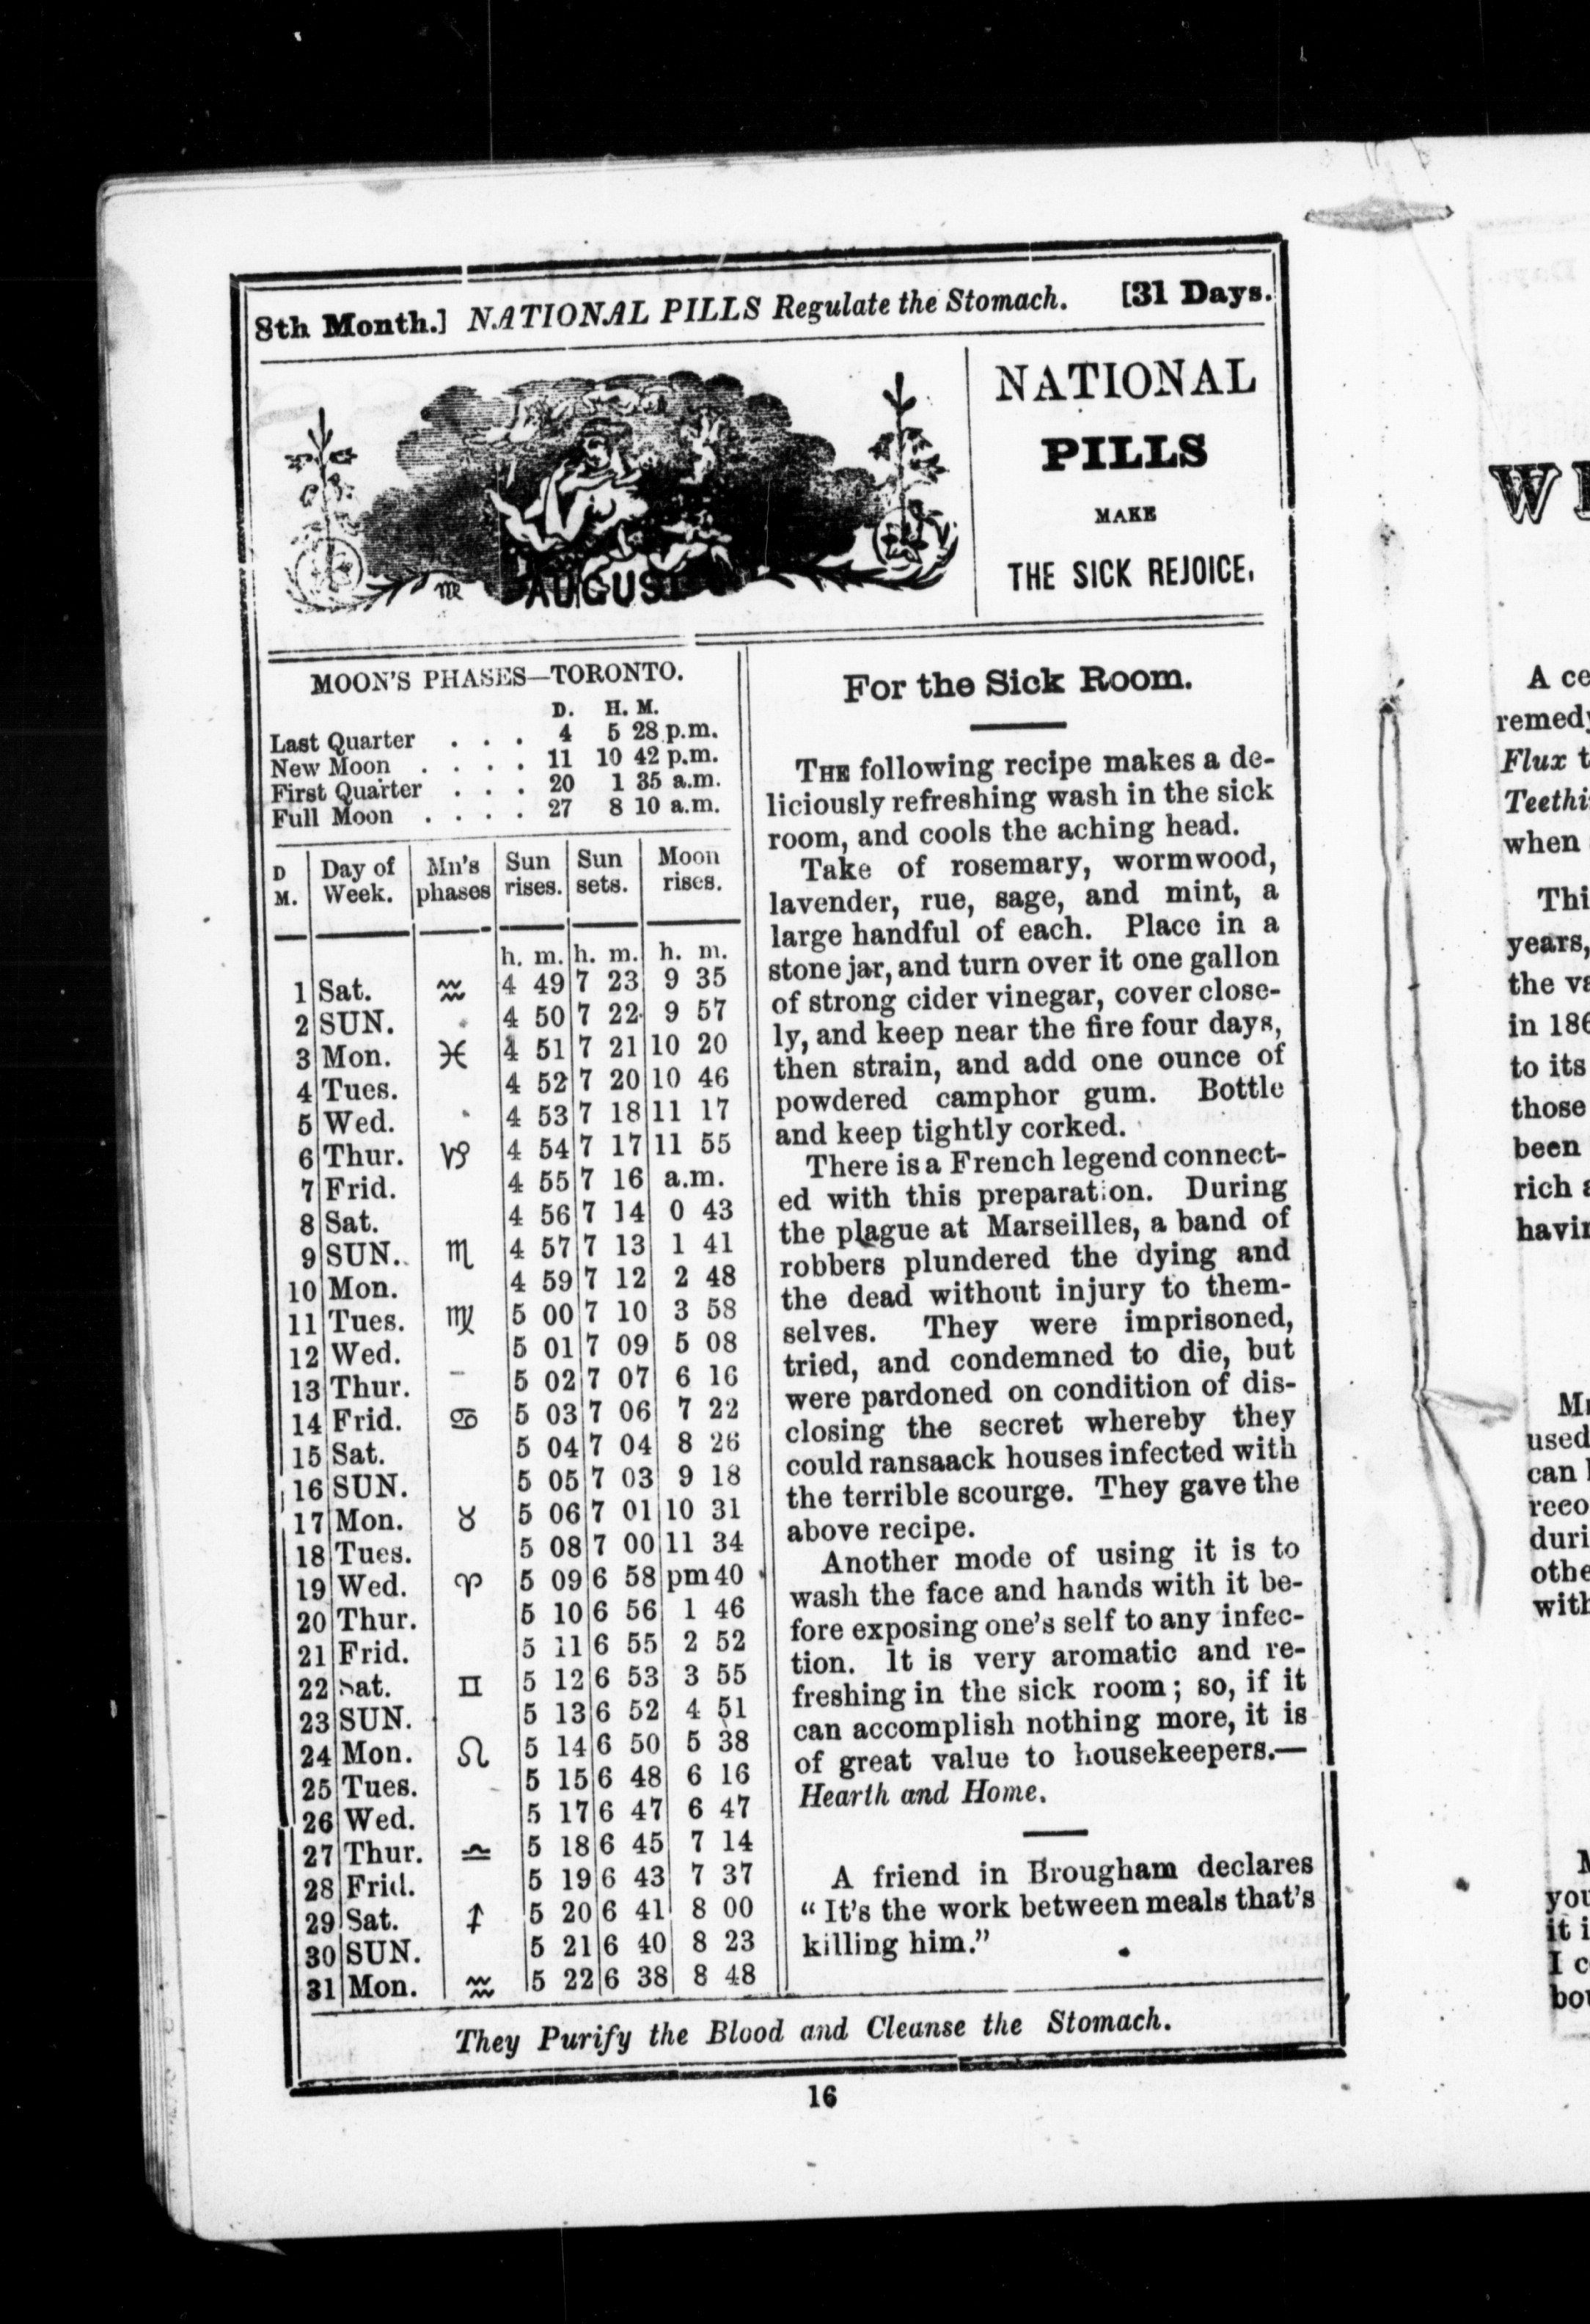 8th Month.] NATIONAL PILLS Regulate the Stomach. [31 Days.
AUGUST
NATIONAL
PILLS
MAKE
THE SICK REJOICE.
MOON'S PHASES—TORONTO.
D. H. M.
Last Quarter . . . 4 5 28 p.m.
New Moon . . . . 11 10 42 p.m.
First Quarter . . . 20 1 35 a.m.
Full Moon . . . . 27 8 10 a.m.
D M. Day of Week. Mn's phases Sun rises. Sun sets. Moon rises.
h. m. h. m. h. m.
1 Sat. ♒ 4 49 7 23 9 35
2 SUN. 4 50 7 22 9 57
3 Mon. ♓ 4 51 7 21 10 20
4 Tues. 4 52 7 20 10 46
5 Wed. 4 53 7 18 11 17
6 Thur. ♑ 4 54 7 17 11 55
7 Frid. 4 55 7 16 a.m.
8 Sat. 4 56 7 14 0 43
9 SUN. ♏ 4 57 7 13 1 41
10 Mon. 4 59 7 12 2 48
11 Tues. ♍ 5 00 7 10 3 58
12 Wed. 5 01 7 09 5 08
13 Thur. 5 02 7 07 6 16
14 Frid. ♋ 5 03 7 06 7 22
15 Sat. 5 04 7 04 8 26
16 SUN. 5 05 7 03 9 18
17 Mon. ♉ 5 06 7 01 10 31
18 Tues. 5 08 7 00 11 34
19 Wed. ♈ 5 09 6 58 pm 40
20 Thur. 5 10 6 56 1 46
21 Frid. 5 11 6 55 2 52
22 Sat. ♊ 5 12 6 53 3 55
23 SUN. 5 13 6 52 4 51
24 Mon. ♌ 5 14 6 50 5 38
25 Tues. 5 15 6 48 6 16
26 Wed. 5 17 6 47 6 47
27 Thur. ♎ 5 18 6 45 7 14
28 Frid. 5 19 6 43 7 37
29 Sat. ♐ 5 20 6 41 8 00
30 SUN. 5 21 6 40 8 23
31 Mon. ♒ 5 22 6 38 8 48
For the Sick Room.
THE following recipe makes a de-
liciously refreshing wash in the sick
room, and cools the aching head.
Take of rosemary, wormwood,
lavender, rue, sage, and mint, a
large handful of each. Place in a
stone jar, and turn over it one gallon
of strong cider vinegar, cover close-
ly, and keep near the fire four days,
then strain, and add one ounce of
powdered camphor gum. Bottle
and keep tightly corked.
There is a French legend connect-
ed with this preparation. During
the plague at Marseilles, a band of
robbers plundered the dying and
the dead without injury to them-
selves. They were imprisoned,
tried, and condemned to die, but
were pardoned on condition of dis-
closing the secret whereby they
could ransaack houses infected with
the terrible scourge. They gave the
above recipe.
Another mode of using it is to
wash the face and hands with it be-
fore exposing one's self to any infec-
tion. It is very aromatic and re-
freshing in the sick room; so, if it
can accomplish nothing more, it is
of great value to housekeepers.—
Hearth and Home.
A friend in Brougham declares
"It's the work between meals that's
killing him."
They Purify the Blood and Cleanse the Stomach.
16
A ce
remedy
Flux t
Teethi
when
Thi
years,
the va
in 186
to its
those
been
rich a
havin
used
can
reco
duri
othe
with
you
it i
I c
bou